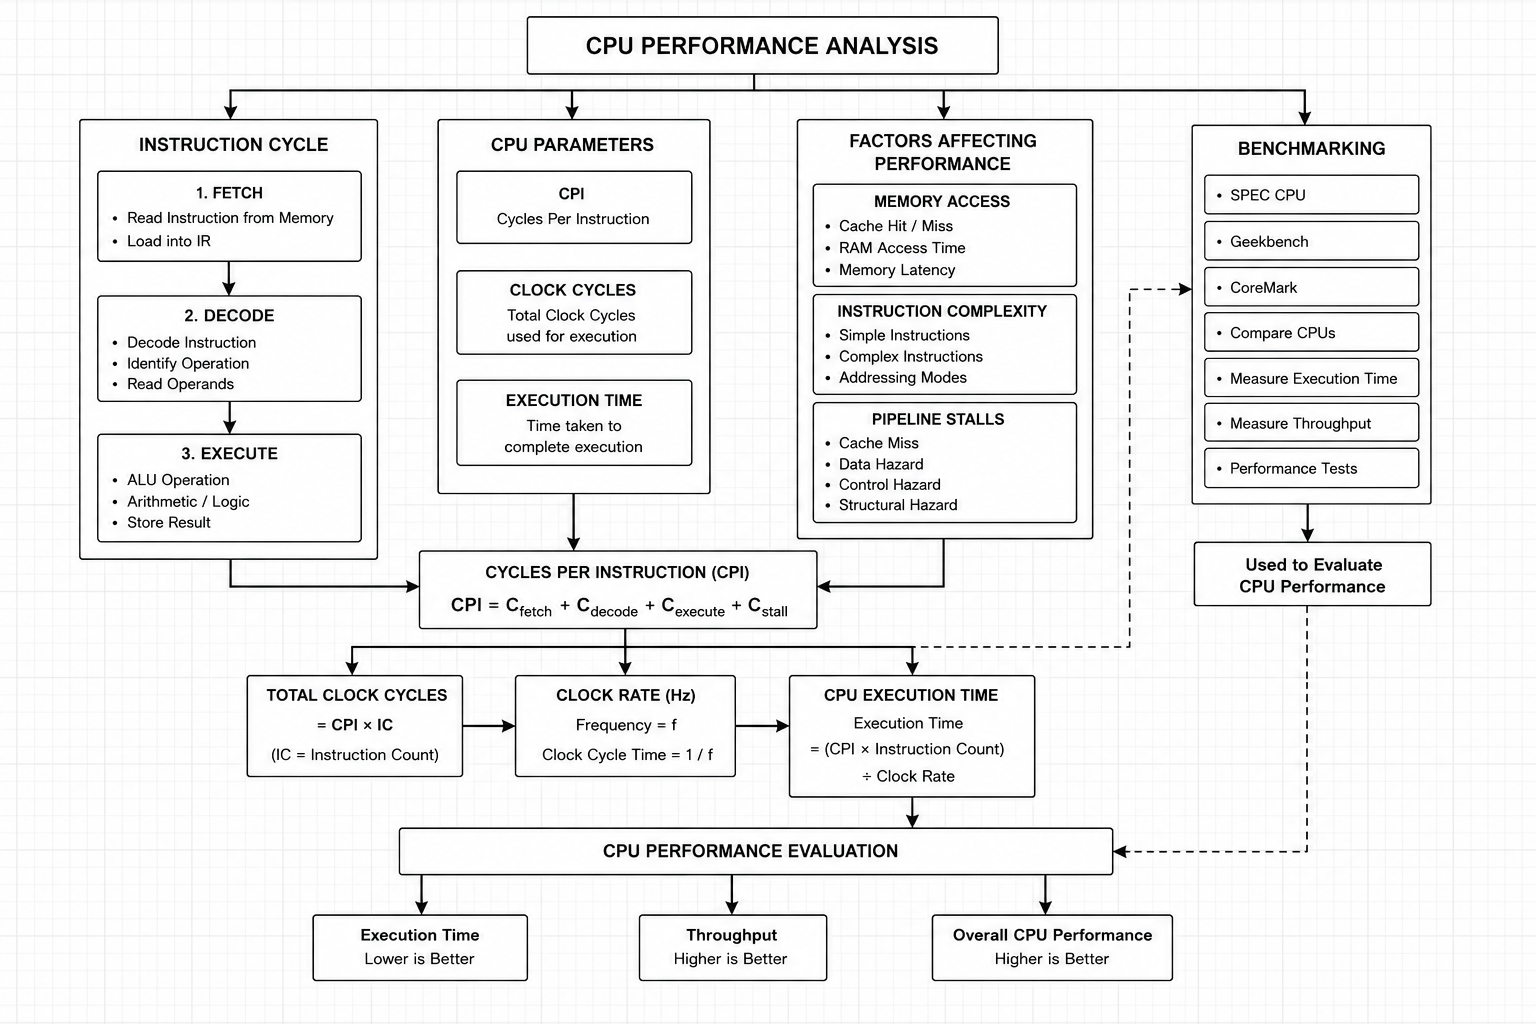 CPU PERFORMANCE ANALYSIS
INSTRUCTION CYCLE
1. FETCH
• Read Instruction from Memory
• Load into IR
2. DECODE
• Decode Instruction
• Identify Operation
• Read Operands
3. EXECUTE
• ALU Operation
• Arithmetic / Logic
• Store Result
CPU PARAMETERS
CPI
Cycles Per Instruction
CLOCK CYCLES
Total Clock Cycles
used for execution
EXECUTION TIME
Time taken to
complete execution
FACTORS AFFECTING
PERFORMANCE
MEMORY ACCESS
• Cache Hit / Miss
• RAM Access Time
• Memory Latency
INSTRUCTION COMPLEXITY
• Simple Instructions
• Complex Instructions
• Addressing Modes
PIPELINE STALLS
• Cache Miss
• Data Hazard
• Control Hazard
• Structural Hazard
BENCHMARKING
• SPEC CPU
• Geekbench
• CoreMark
• Compare CPUs
• Measure Execution Time
• Measure Throughput
• Performance Tests
Used to Evaluate
CPU Performance
CYCLES PER INSTRUCTION (CPI)
CPI = Cfetch + Cdecode + Cexecute + Cstall
TOTAL CLOCK CYCLES
= CPI × IC
(IC = Instruction Count)
CLOCK RATE (Hz)
Frequency = f
Clock Cycle Time = 1 / f
CPU EXECUTION TIME
Execution Time
= (CPI × Instruction Count)
÷ Clock Rate
CPU PERFORMANCE EVALUATION
Execution Time
Lower is Better
Throughput
Higher is Better
Overall CPU Performance
Higher is Better